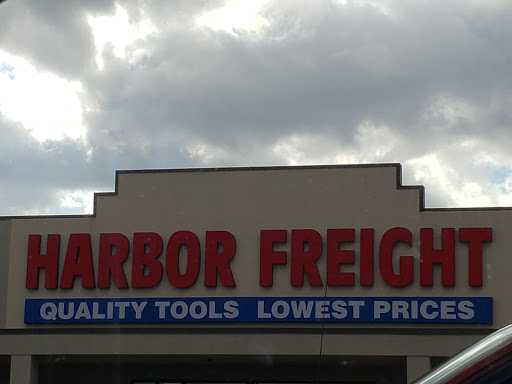 HARBOR FREIGHT
QUALITY TOOLS LOWEST PRICES